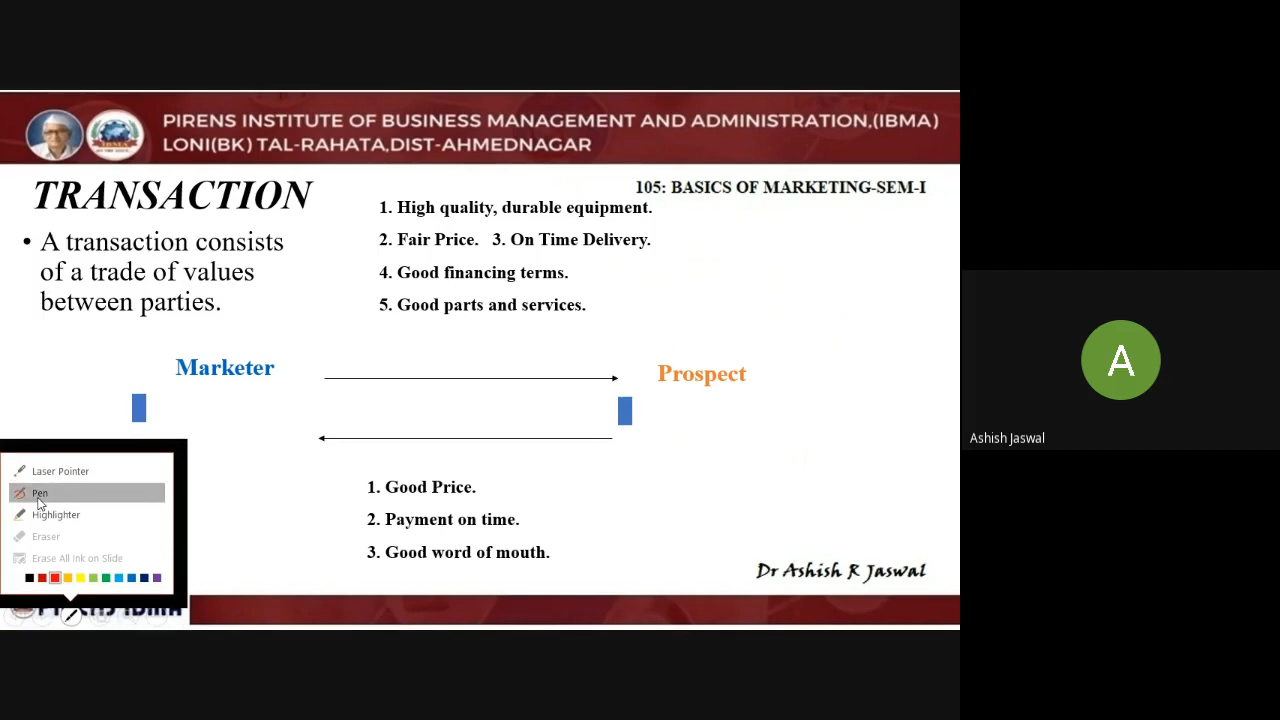 PIRENS INSTITUTE OF BUSINESS MANAGEMENT AND ADMINISTRATION,(IBMA)
LONI(BK) TAL-RAHATA,DIST-AHMEDNAGAR
TRANSACTION
105: BASICS OF MARKETING-SEM-I
• A transaction consists
of a trade of values
between parties.
1. High quality, durable equipment.
2. Fair Price. 3. On Time Delivery.
4. Good financing terms.
5. Good parts and services.
Marketer
Prospect
1. Good Price.
2. Payment on time.
3. Good word of mouth.
Dr Ashish R Jaswal
Laser Pointer
Pen
Highlighter
Eraser
Erase All Ink on Slide
A
Ashish Jaswal